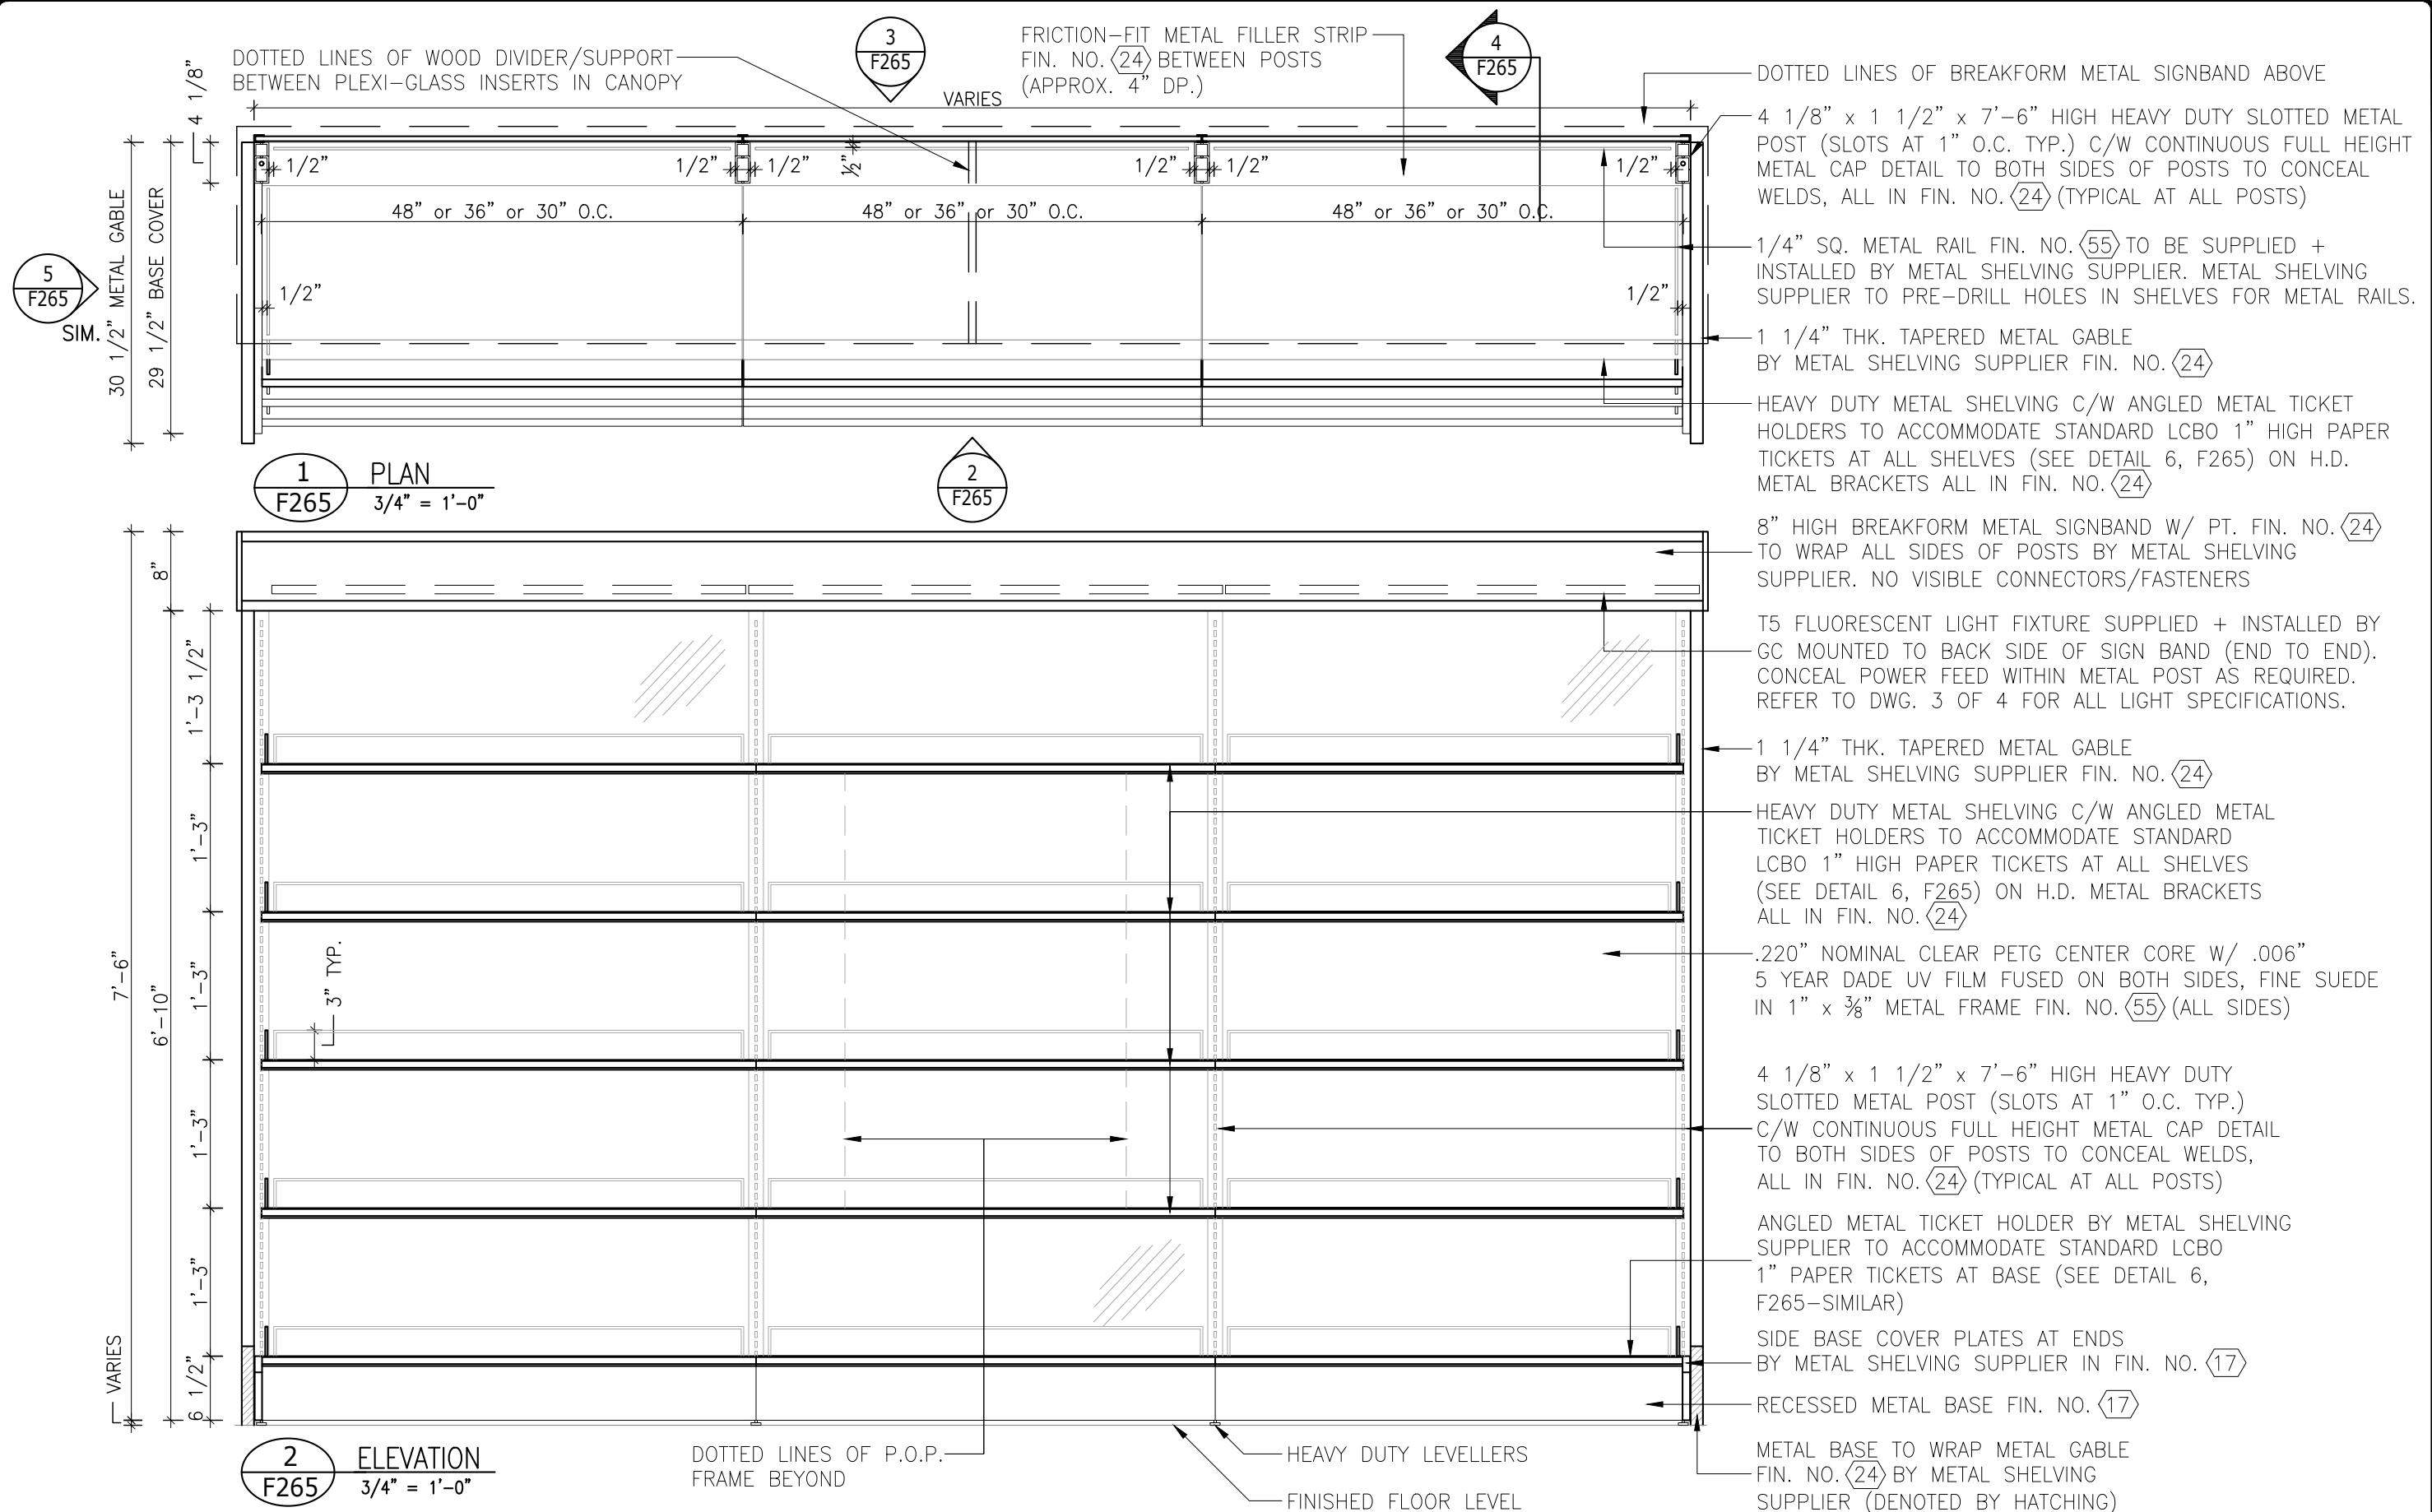 DOTTED LINES OF WOOD DIVIDER/SUPPORT
BETWEEN PLEXI-GLASS INSERTS IN CANOPY
3
F265
FRICTION-FIT METAL FILLER STRIP
FIN. NO. 24 BETWEEN POSTS
(APPROX. 4" DP.)
4
F265
VARIES
4 1/8"
30 1/2" METAL GABLE
29 1/2" BASE COVER
1/2"
1/2"
1/2"
1/2"
1/2"
1/2"
1/2"
48" or 36" or 30" O.C.
48" or 36" or 30" O.C.
48" or 36" or 30" O.C.
5
F265
SIM.
1/2"
1/2"
1
F265
PLAN
3/4" = 1'-0"
2
F265
DOTTED LINES OF BREAKFORM METAL SIGNBAND ABOVE
4 1/8" x 1 1/2" x 7'-6" HIGH HEAVY DUTY SLOTTED METAL
POST (SLOTS AT 1" O.C. TYP.) C/W CONTINUOUS FULL HEIGHT
METAL CAP DETAIL TO BOTH SIDES OF POSTS TO CONCEAL
WELDS, ALL IN FIN. NO. 24 (TYPICAL AT ALL POSTS)
1/4" SQ. METAL RAIL FIN. NO. 55 TO BE SUPPLIED +
INSTALLED BY METAL SHELVING SUPPLIER. METAL SHELVING
SUPPLIER TO PRE-DRILL HOLES IN SHELVES FOR METAL RAILS.
1 1/4" THK. TAPERED METAL GABLE
BY METAL SHELVING SUPPLIER FIN. NO. 24
HEAVY DUTY METAL SHELVING C/W ANGLED METAL TICKET
HOLDERS TO ACCOMMODATE STANDARD LCBO 1" HIGH PAPER
TICKETS AT ALL SHELVES (SEE DETAIL 6, F265) ON H.D.
METAL BRACKETS ALL IN FIN. NO. 24
8" HIGH BREAKFORM METAL SIGNBAND W/ PT. FIN. NO. 24
TO WRAP ALL SIDES OF POSTS BY METAL SHELVING
SUPPLIER. NO VISIBLE CONNECTORS/FASTENERS
T5 FLUORESCENT LIGHT FIXTURE SUPPLIED + INSTALLED BY
GC MOUNTED TO BACK SIDE OF SIGN BAND (END TO END).
CONCEAL POWER FEED WITHIN METAL POST AS REQUIRED.
REFER TO DWG. 3 OF 4 FOR ALL LIGHT SPECIFICATIONS.
1 1/4" THK. TAPERED METAL GABLE
BY METAL SHELVING SUPPLIER FIN. NO. 24
HEAVY DUTY METAL SHELVING C/W ANGLED METAL
TICKET HOLDERS TO ACCOMMODATE STANDARD
LCBO 1" HIGH PAPER TICKETS AT ALL SHELVES
(SEE DETAIL 6, F265) ON H.D. METAL BRACKETS
ALL IN FIN. NO. 24
.220" NOMINAL CLEAR PETG CENTER CORE W/ .006"
5 YEAR DADE UV FILM FUSED ON BOTH SIDES, FINE SUEDE
IN 1" x 3/8" METAL FRAME FIN. NO. 55 (ALL SIDES)
4 1/8" x 1 1/2" x 7'-6" HIGH HEAVY DUTY
SLOTTED METAL POST (SLOTS AT 1" O.C. TYP.)
C/W CONTINUOUS FULL HEIGHT METAL CAP DETAIL
TO BOTH SIDES OF POSTS TO CONCEAL WELDS,
ALL IN FIN. NO. 24 (TYPICAL AT ALL POSTS)
ANGLED METAL TICKET HOLDER BY METAL SHELVING
SUPPLIER TO ACCOMMODATE STANDARD LCBO
1" PAPER TICKETS AT BASE (SEE DETAIL 6,
F265-SIMILAR)
SIDE BASE COVER PLATES AT ENDS
BY METAL SHELVING SUPPLIER IN FIN. NO. 17
RECESSED METAL BASE FIN. NO. 17
METAL BASE TO WRAP METAL GABLE
FIN. NO. 24 BY METAL SHELVING
SUPPLIER (DENOTED BY HATCHING)
8"
1'-3 1/2"
1'-3"
1'-3"
1'-3"
1'-3"
6 1/2"
7'-6"
6'-10"
VARIES
3" TYP.
2
F265
ELEVATION
3/4" = 1'-0"
DOTTED LINES OF P.O.P.
FRAME BEYOND
HEAVY DUTY LEVELLERS
FINISHED FLOOR LEVEL